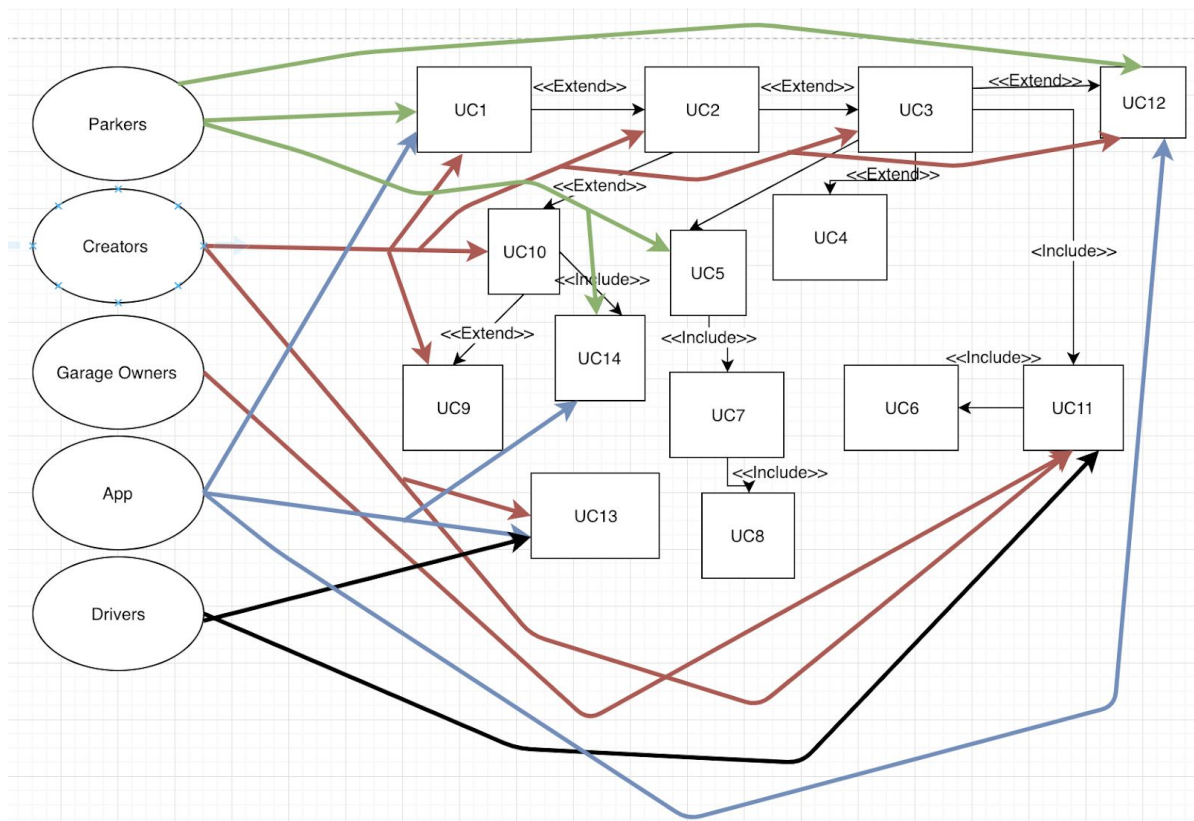 Parkers
UC1
<<Extend>>
UC2
<<Extend>>
UC3
<<Extend>>
UC12
Creators
<<Extend>>
<<Extend>>
UC10
<<Include>>
UC5
UC4
<<Include>>
Garage Owners
<<Extend>>
UC14
<<Include>>
<<Include>>
UC9
UC7
UC6
UC11
App
<<Include>>
UC13
UC8
Drivers